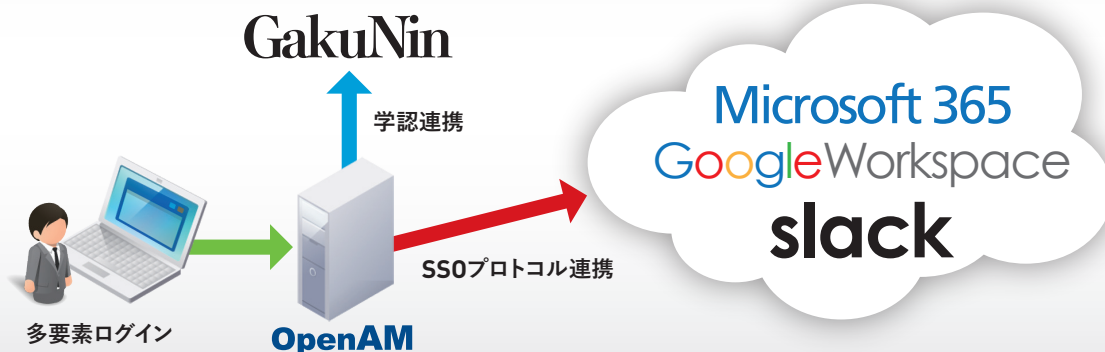 GakuNin
学認連携
Microsoft 365
GoogleWorkspace
slack
SSOプロトコル連携
多要素ログイン
OpenAM